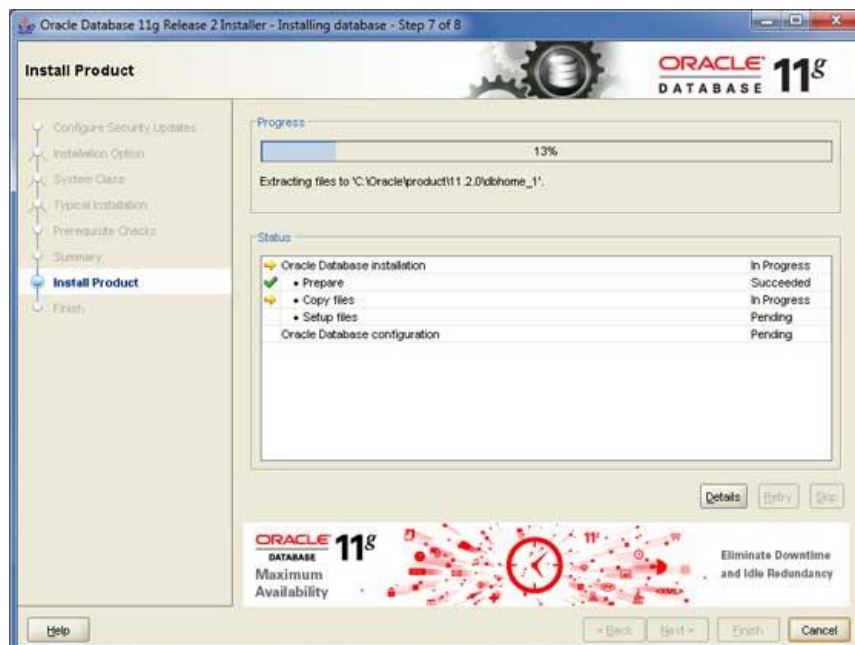 Oracle Database 11g Release 2 Installer - Installing database - Step 7 of 8
Install Product
ORACLE
DATABASE 11g
Configure Security Updates
Installation Option
System Class
Typical Installation
Prerequisite Checks
Summary
Install Product
Finish
Progress
13%
Extracting files to 'C:\Oracle\product\11.2.0\dbhome_1'.
Status
Oracle Database installation In Progress
• Prepare Succeeded
• Copy files In Progress
• Setup files Pending
Oracle Database configuration Pending
Details Retry Skip
ORACLE
DATABASE 11g
Maximum
Availability
11g
<XML>
Eliminate Downtime
and Idle Redundancy
Help < Back Next > Finish Cancel